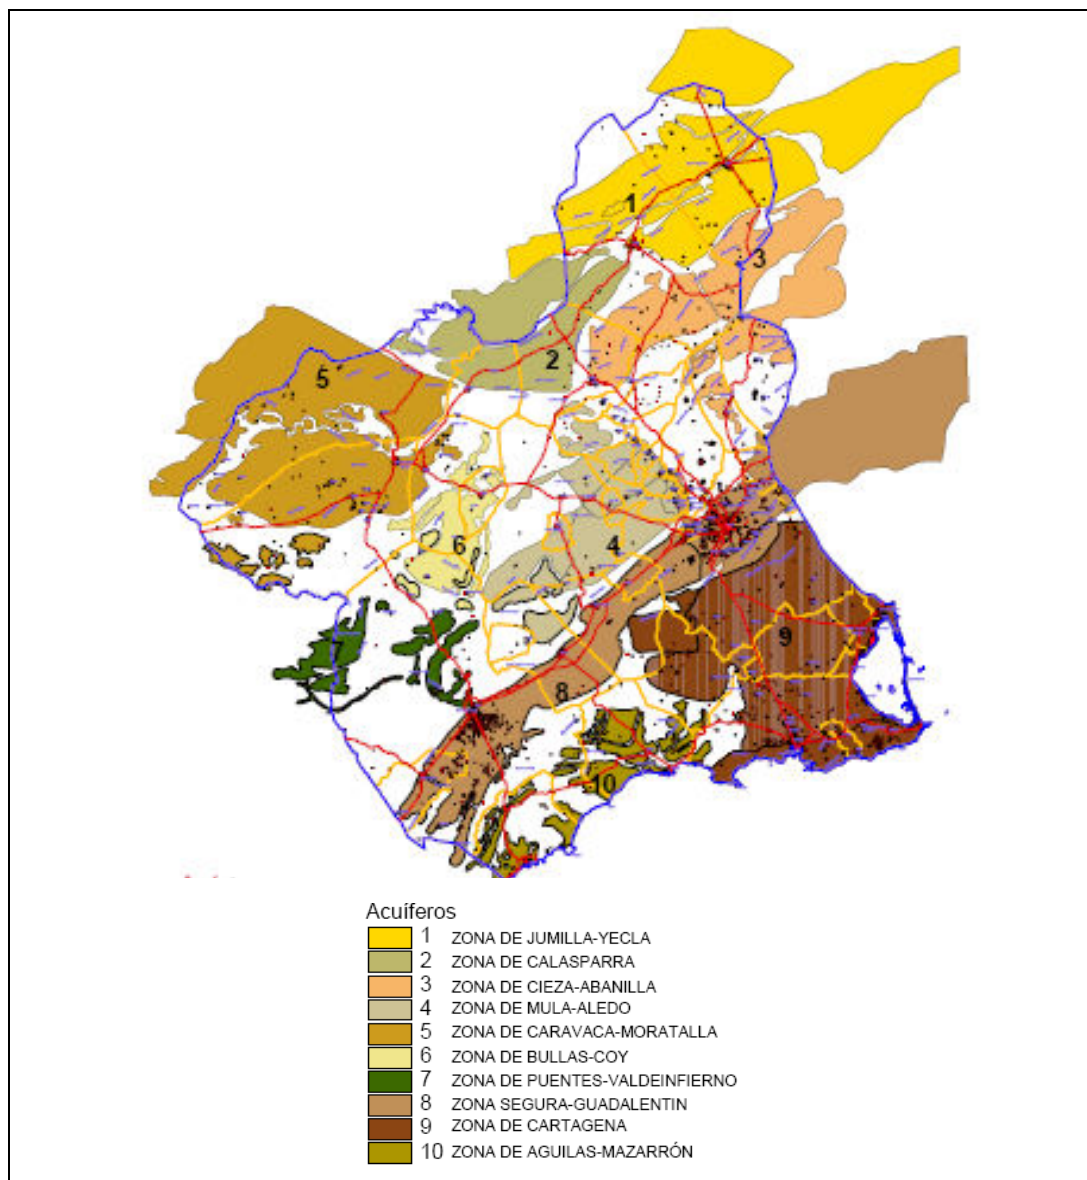 1
3
2
5
6
4
7
9
8
10
Acuíferos
1 ZONA DE JUMILLA-YECLA
2 ZONA DE CALASPARRA
3 ZONA DE CIEZA-ABANILLA
4 ZONA DE MULA-ALEDO
5 ZONA DE CARAVACA-MORATALLA
6 ZONA DE BULLAS-COY
7 ZONA DE PUENTES-VALDEINFIERNO
8 ZONA SEGURA-GUADALENTIN
9 ZONA DE CARTAGENA
10 ZONA DE AGUILAS-MAZARRÓN